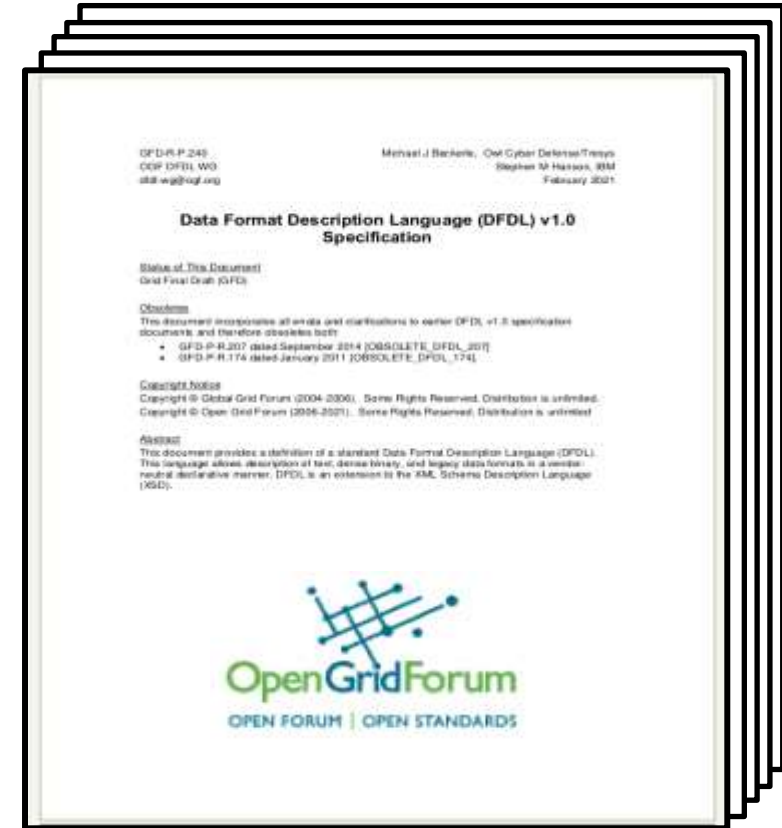 GFD-R-P.240
Michael J Beckerle, Owl Cyber Defense/Tresys
OGF DFDL WG
Stephen M Hanson, IBM
dfdl-wg@ogf.org
February 2021
Data Format Description Language (DFDL) v1.0
Specification
Status of This Document
Grid Final Draft (GFD)
Obsoletes
This document incorporates all errata and clarifications to earlier DFDL v1.0 specification
documents and therefore obsoletes both:
• GFD-P-R.207 dated September 2014 [OBSOLETE_DFDL_207]
• GFD-P-R.174 dated January 2011 [OBSOLETE_DFDL_174].
Copyright Notice
Copyright © Global Grid Forum (2004-2006). Some Rights Reserved. Distribution is unlimited.
Copyright © Open Grid Forum (2006-2021). Some Rights Reserved. Distribution is unlimited
Abstract
This document provides a definition of a standard Data Format Description Language (DFDL).
This language allows description of text, dense binary, and legacy data formats in a vendor-
neutral declarative manner. DFDL is an extension to the XML Schema Description Language
(XSD).
OpenGridForum
OPEN FORUM | OPEN STANDARDS